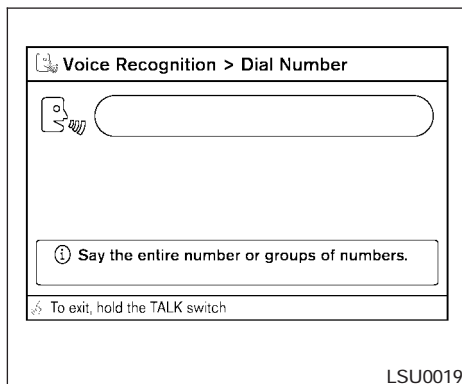 Voice Recognition > Dial Number
Say the entire number or groups of numbers.
To exit, hold the TALK switch
LSU0019